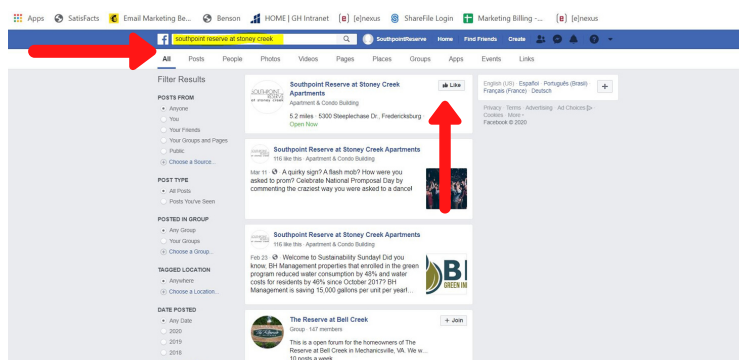 Apps SatisFacts Email Marketing Be... Benson HOME | GH Intranet {e} [e]nexus ShareFile Login Marketing Billing -... {e} [e]nexus
southpoint reserve at stoney creek SouthpointReserve Home Find Friends Create
All Posts People Photos Videos Pages Places Groups Apps Events Links
Filter Results
POSTS FROM
Anyone
You
Your Friends
Your Groups and Pages
Public
Choose a Source...
POST TYPE
All Posts
Posts You've Seen
POSTED IN GROUP
Any Group
Your Groups
Choose a Group...
TAGGED LOCATION
Anywhere
Choose a Location...
DATE POSTED
Any Date
2020
2019
2018
SOUTHPOINT
RESERVE
AT STONEY CREEK
Southpoint Reserve at Stoney Creek
Apartments
Apartment & Condo Building
5.2 miles · 5300 Steeplechase Dr., Fredericksburg
Open Now
Like
Southpoint Reserve at Stoney Creek Apartments
116 like this · Apartment & Condo Building
Mar 11 · A quirky sign? A flash mob? How were you
asked to prom? Celebrate National Promposal Day by
commenting the craziest way you were asked to a dance!
Southpoint Reserve at Stoney Creek Apartments
116 like this · Apartment & Condo Building
Feb 23 · Welcome to Sustainability Sunday! Did you
know, BH Management properties that enrolled in the green
program reduced water consumption by 48% and water
costs for residents by 46% since October 2017? BH
Management is saving 15,000 gallons per unit per year!...
BH
GREEN IN
The Reserve at Bell Creek
Group · 147 members
This is a open forum for the homeowners of The
Reserve at Bell Creek in Mechanicsville, VA. We w...
10 posts a week
+ Join
English (US) · Español · Português (Brasil)
Français (France) · Deutsch
+
Privacy · Terms · Advertising · Ad Choices
Cookies · More
Facebook © 2020